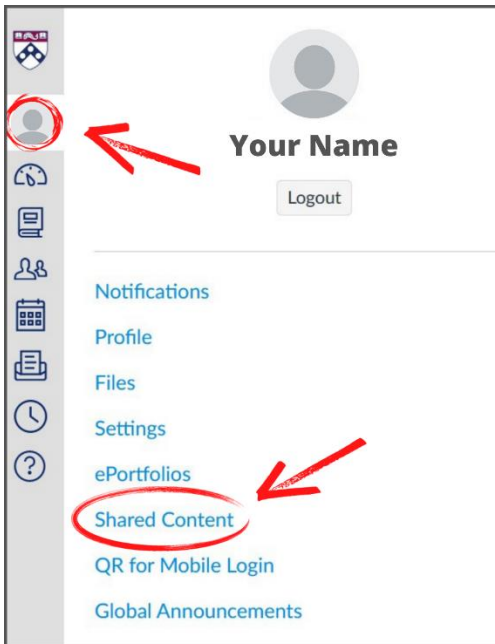 Your Name
Logout
Notifications
Profile
Files
Settings
ePortfolios
Shared Content
QR for Mobile Login
Global Announcements
?